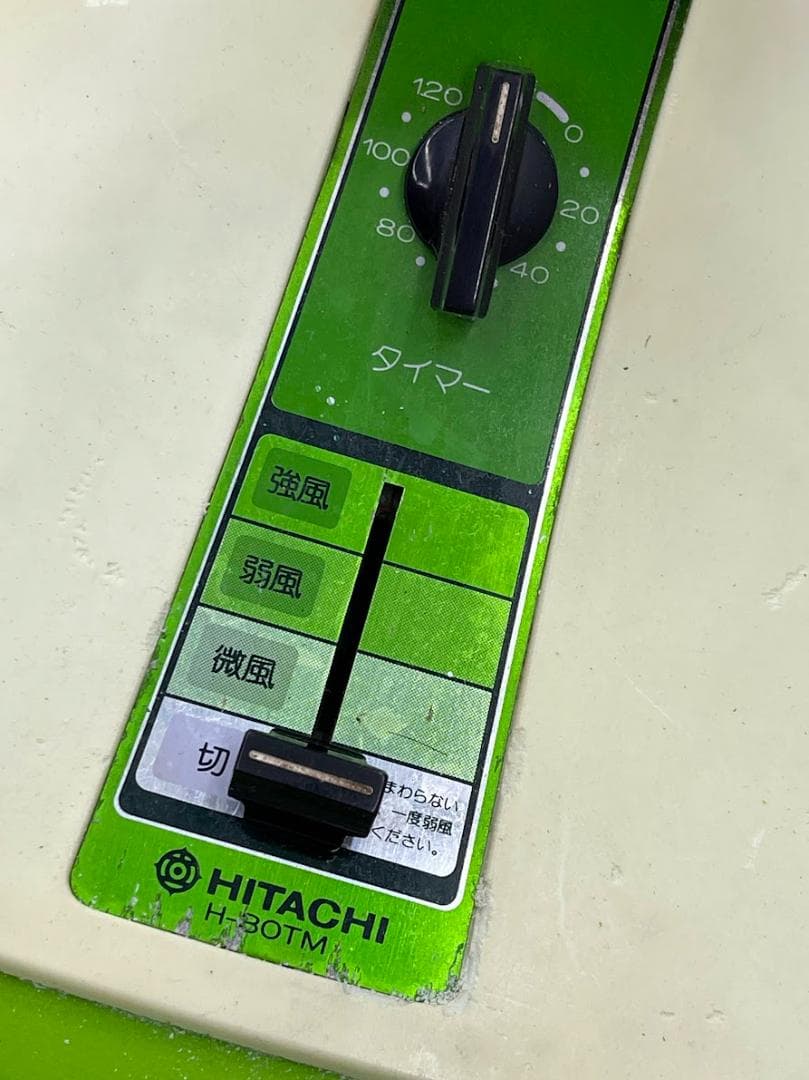 120
0
100
20
80
40
タイマー
強風
弱風
微風
切
まわらない
一度弱風
ください。
HITACHI
H-30TM